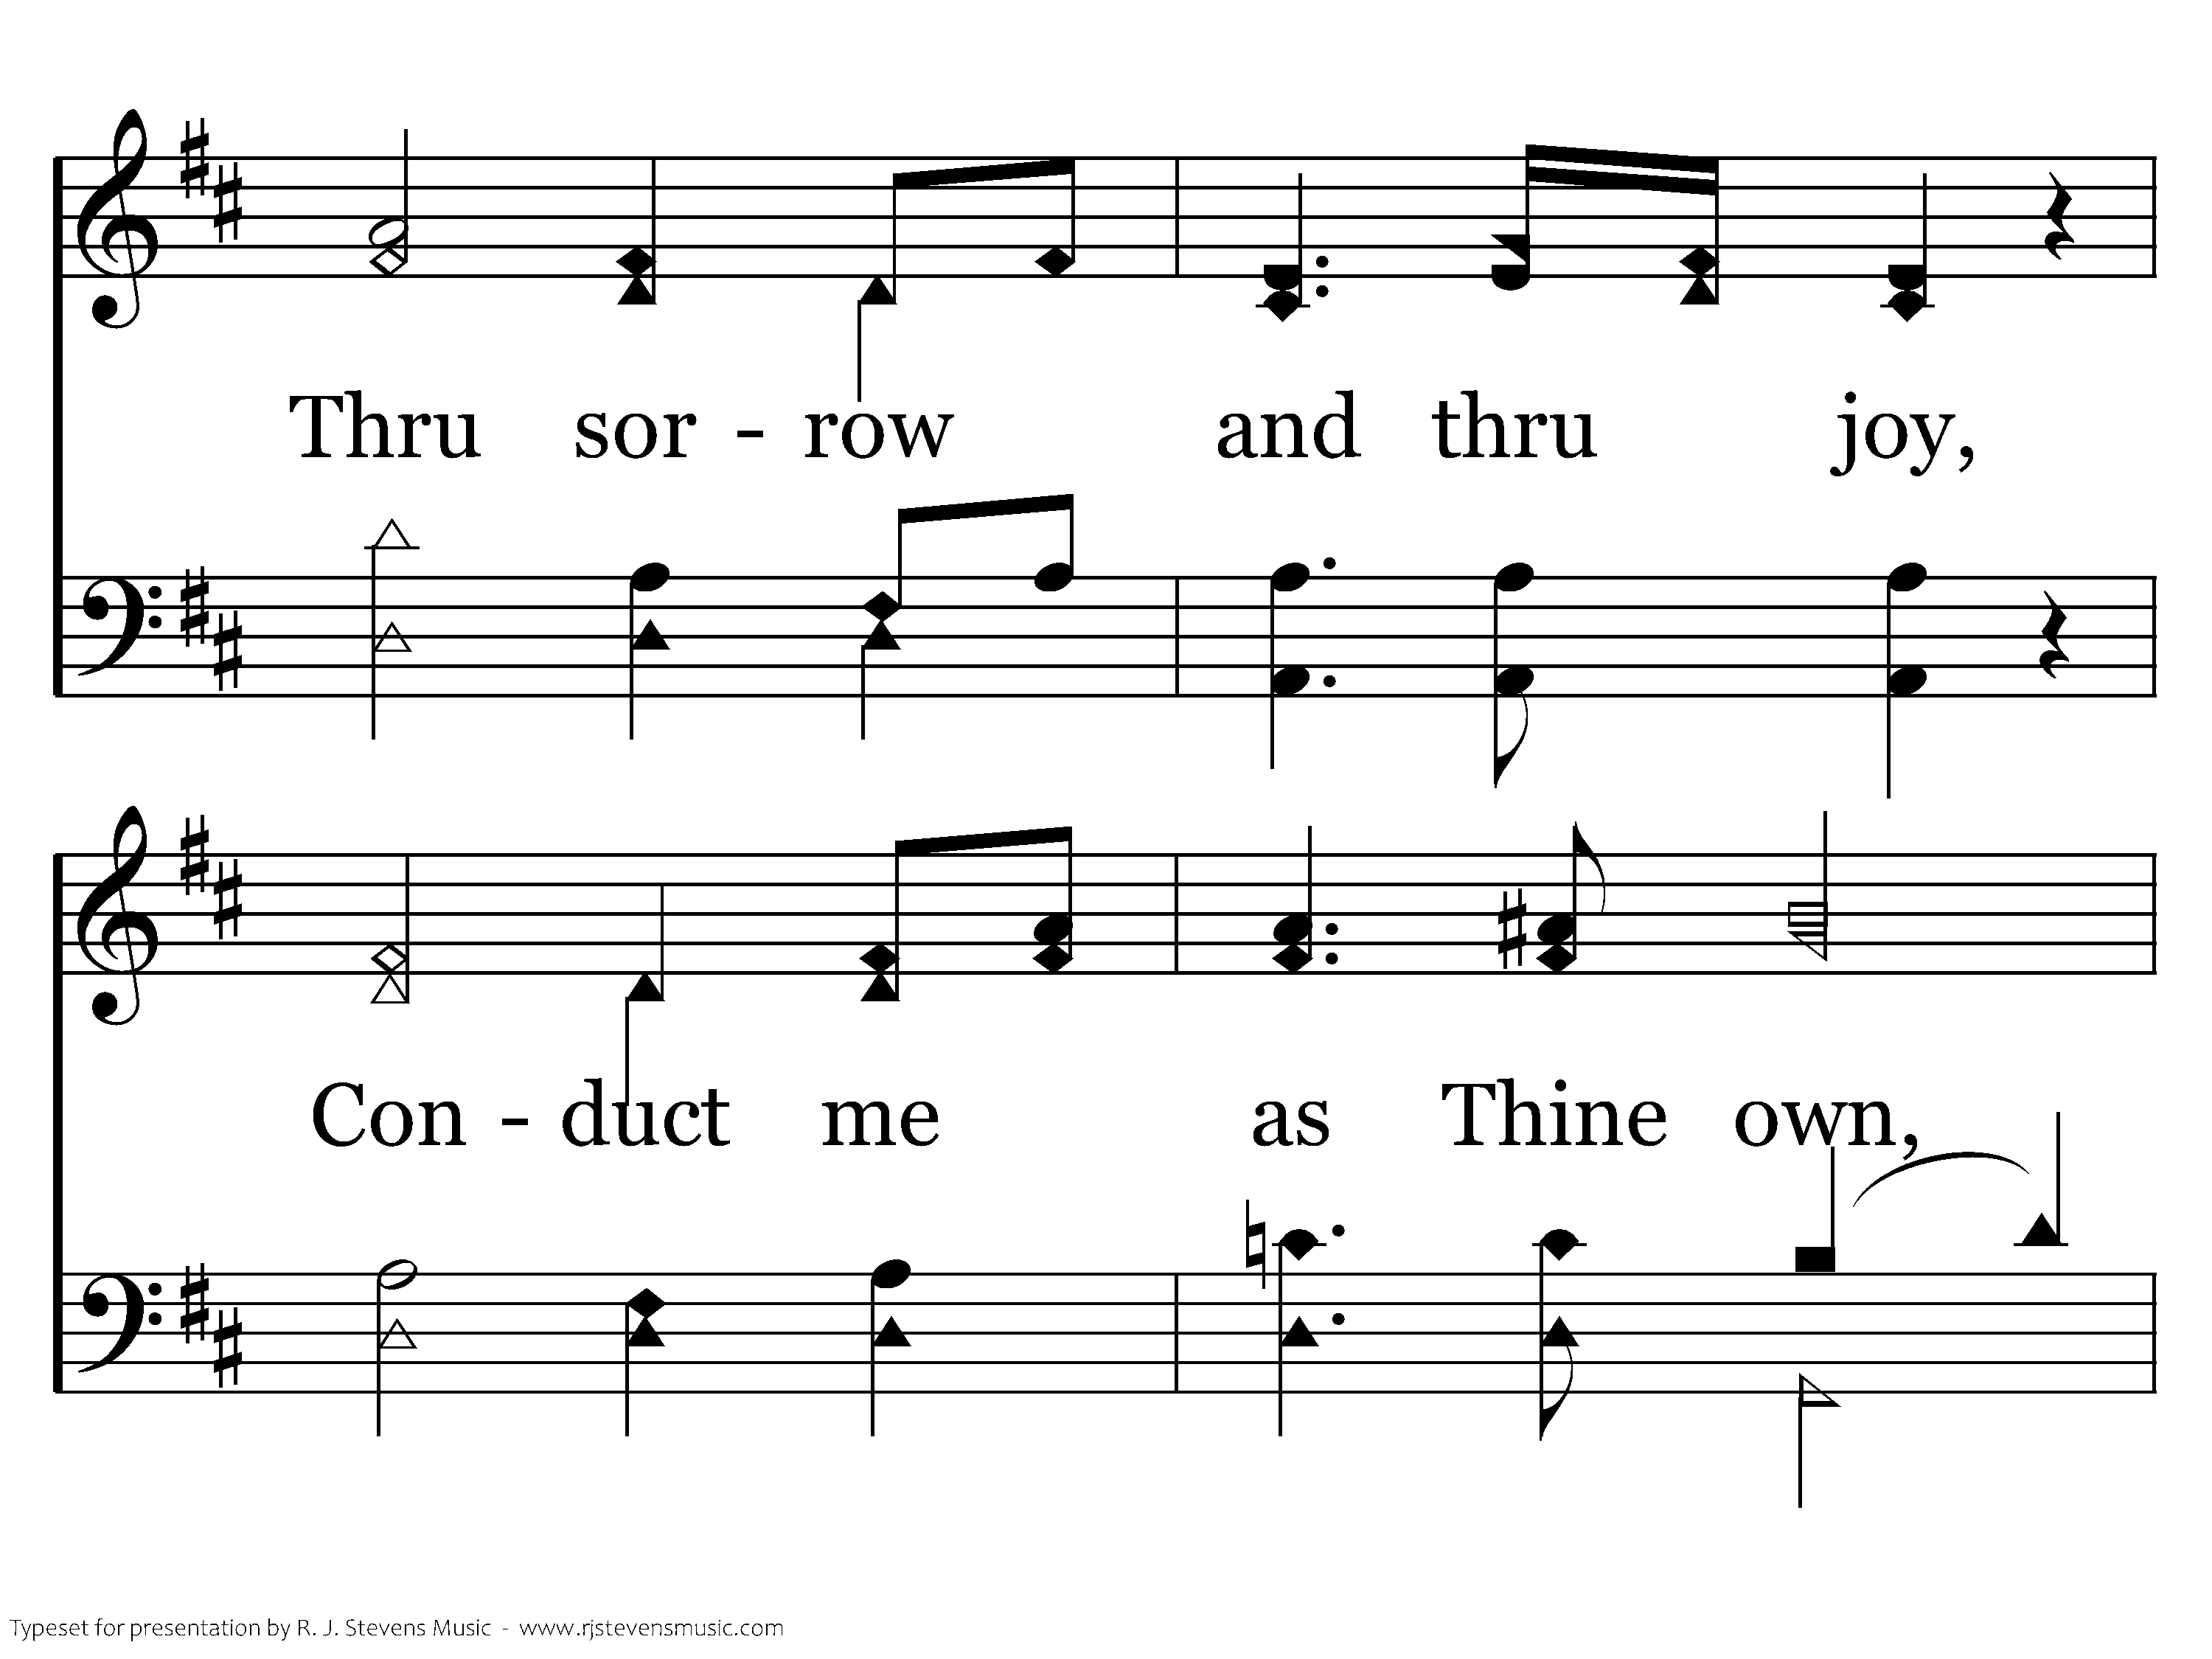 Thru sor - row and thru joy,
Con - duct me as Thine own,
Typeset for presentation by R. J. Stevens Music - www.rjstevensmusic.com